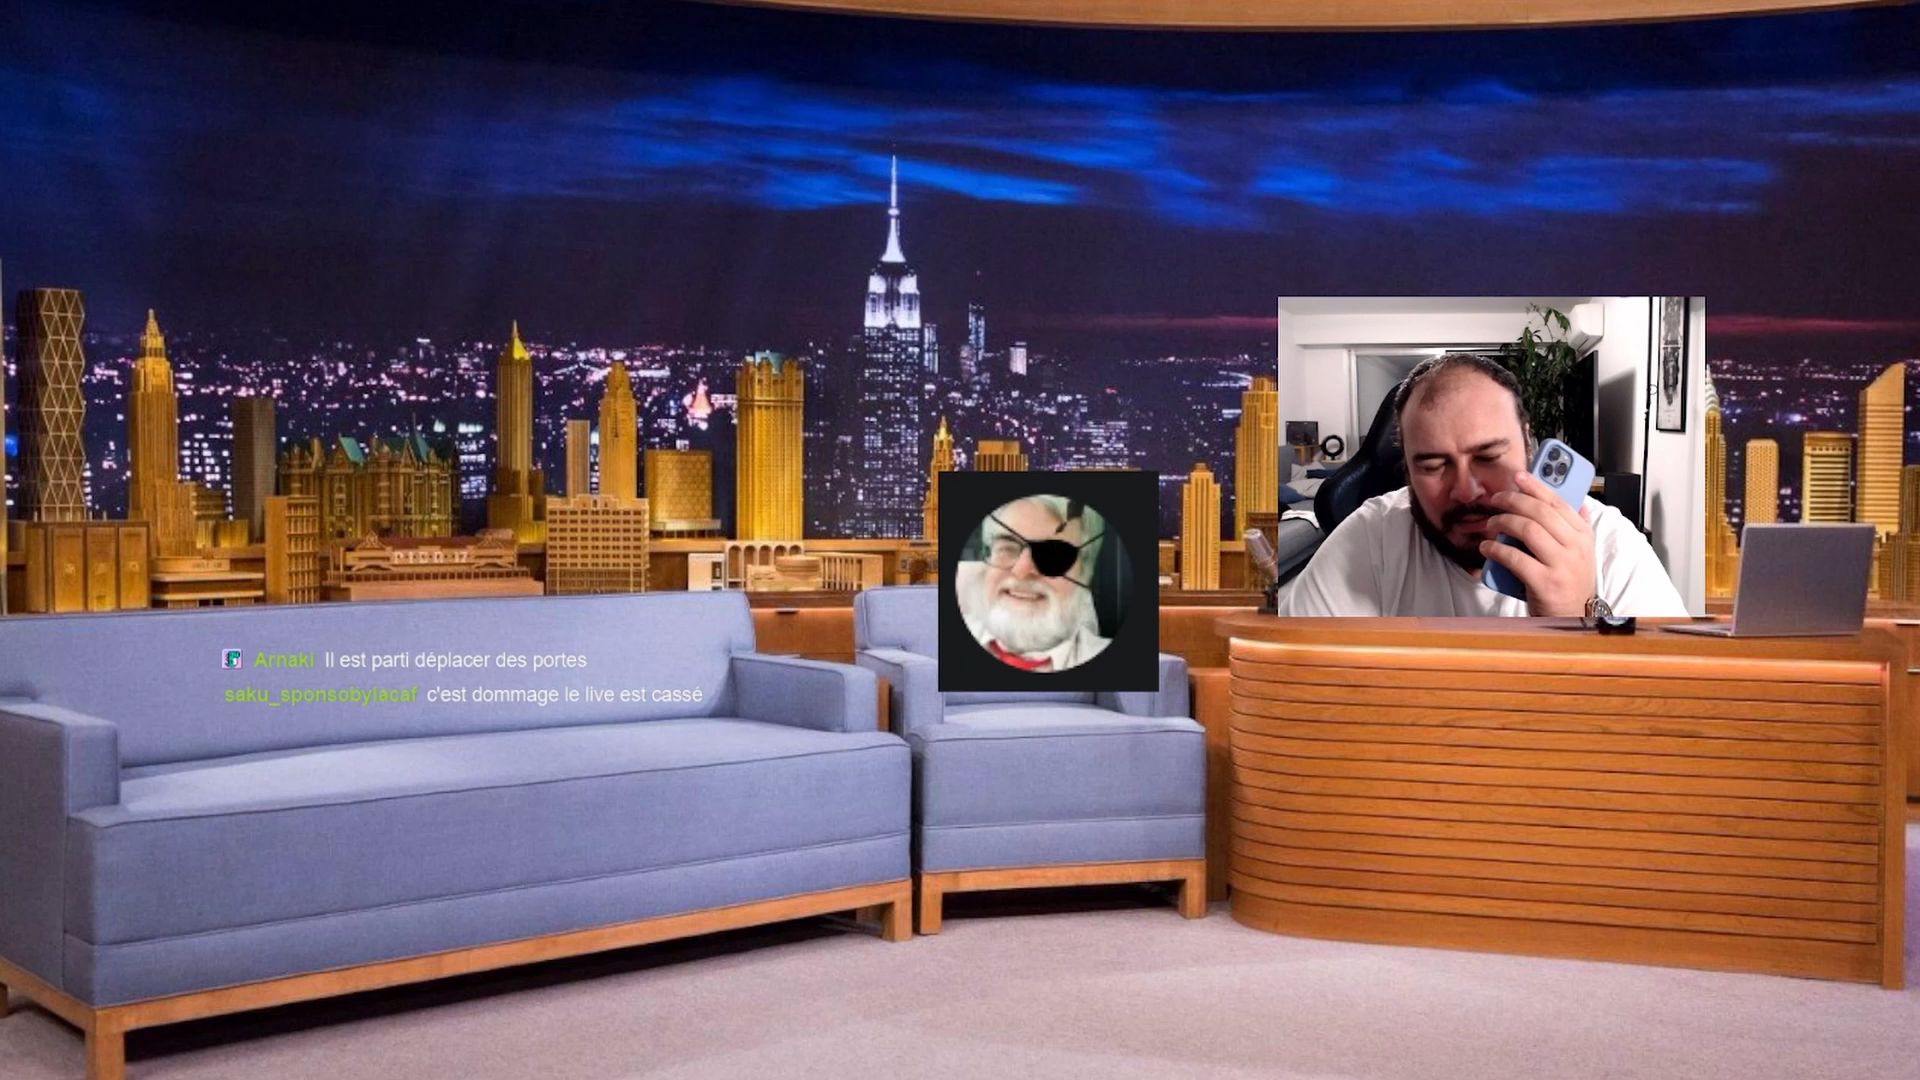 Arnaki Il est parti déplacer des portes
saku_sponsobylacaf c'est dommage le live est cassé